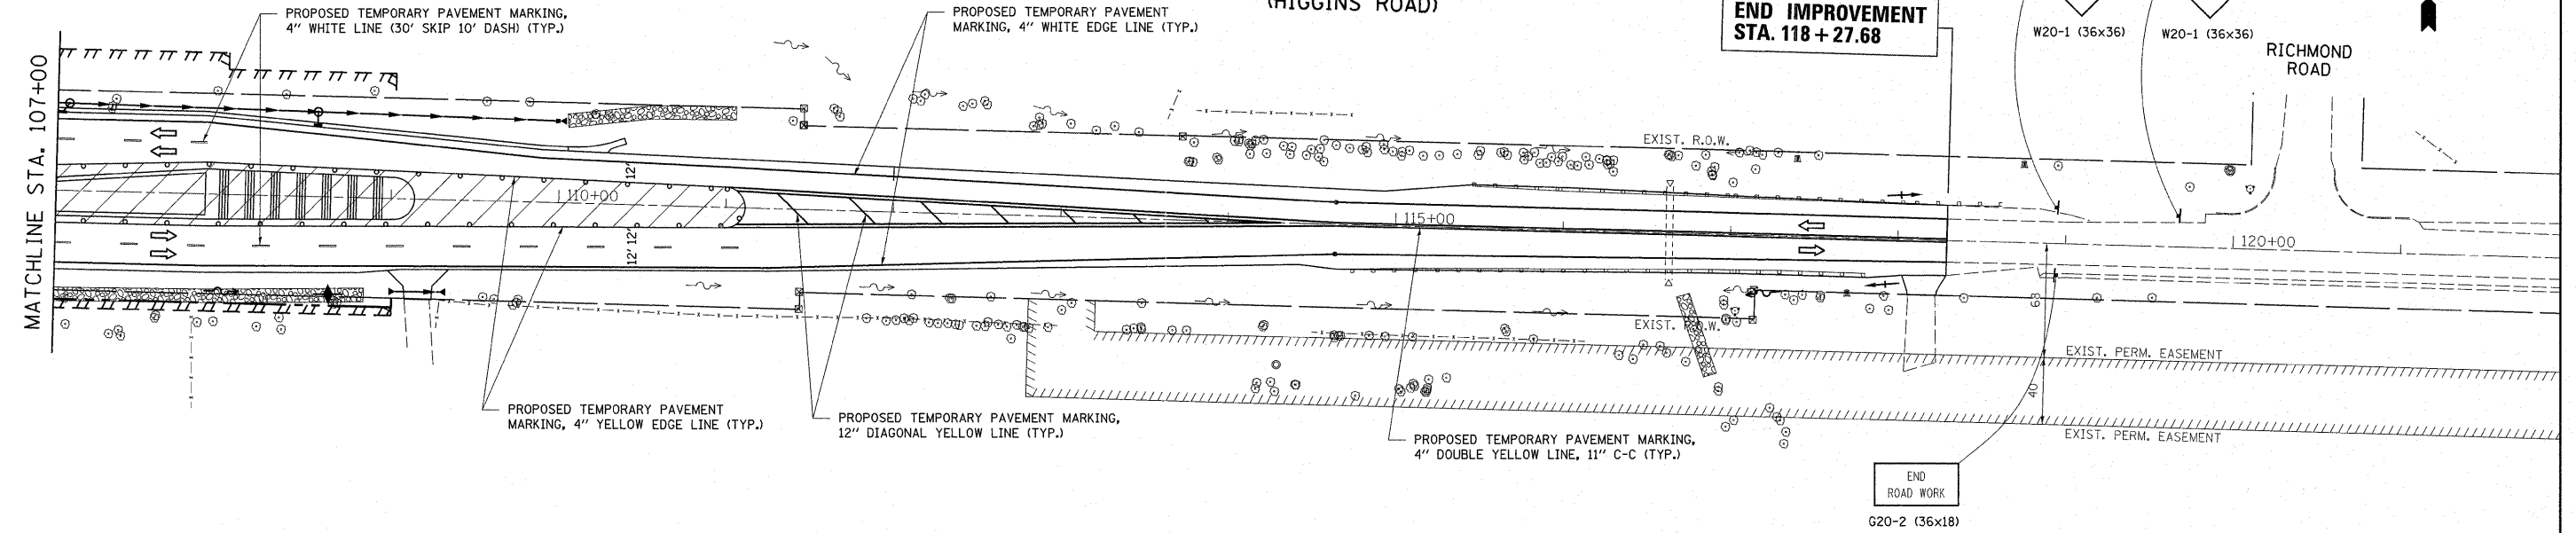 (HIGGINS ROAD)
PROPOSED TEMPORARY PAVEMENT MARKING,
4" WHITE LINE (30' SKIP 10' DASH) (TYP.)
PROPOSED TEMPORARY PAVEMENT
MARKING, 4" WHITE EDGE LINE (TYP.)
END IMPROVEMENT
STA. 118+27.68
W20-1 (36x36)
W20-1 (36x36)
RICHMOND
ROAD
MATCHLINE STA. 107+00
EXIST. R.O.W.
12'
110+00
115+00
120+00
12' 12'
63
EXIST. R.O.W.
EXIST. PERM. EASEMENT
40
EXIST. PERM. EASEMENT
PROPOSED TEMPORARY PAVEMENT
MARKING, 4" YELLOW EDGE LINE (TYP.)
PROPOSED TEMPORARY PAVEMENT MARKING,
12" DIAGONAL YELLOW LINE (TYP.)
PROPOSED TEMPORARY PAVEMENT MARKING,
4" DOUBLE YELLOW LINE, 11" C-C (TYP.)
END
ROAD WORK
G20-2 (36x18)